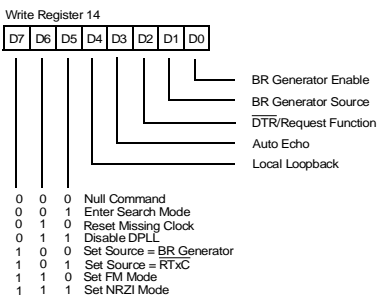 Write Register 14
D7 D6 D5 D4 D3 D2 D1 D0
BR Generator Enable
BR Generator Source
DTR/Request Function
Auto Echo
Local Loopback
0 0 0 Null Command
0 0 1 Enter Search Mode
0 1 0 Reset Missing Clock
0 1 1 Disable DPLL
1 0 0 Set Source = BR Generator
1 0 1 Set Source = RTxC
1 1 0 Set FM Mode
1 1 1 Set NRZI Mode